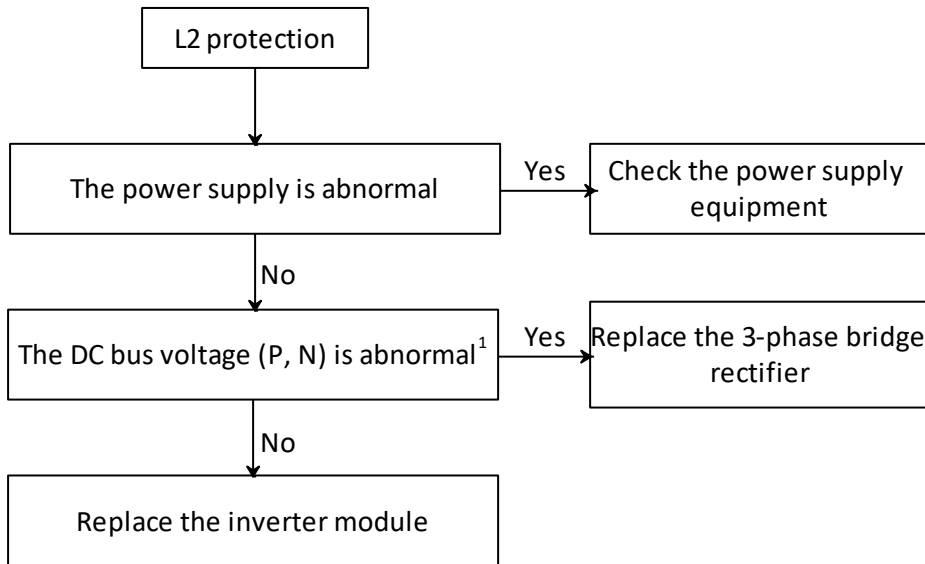 L2 protection
The power supply is abnormal
Yes
Check the power supply
equipment
No
The DC bus voltage (P, N) is abnormal1
Yes
Replace the 3-phase bridge
rectifier
No
Replace the inverter module